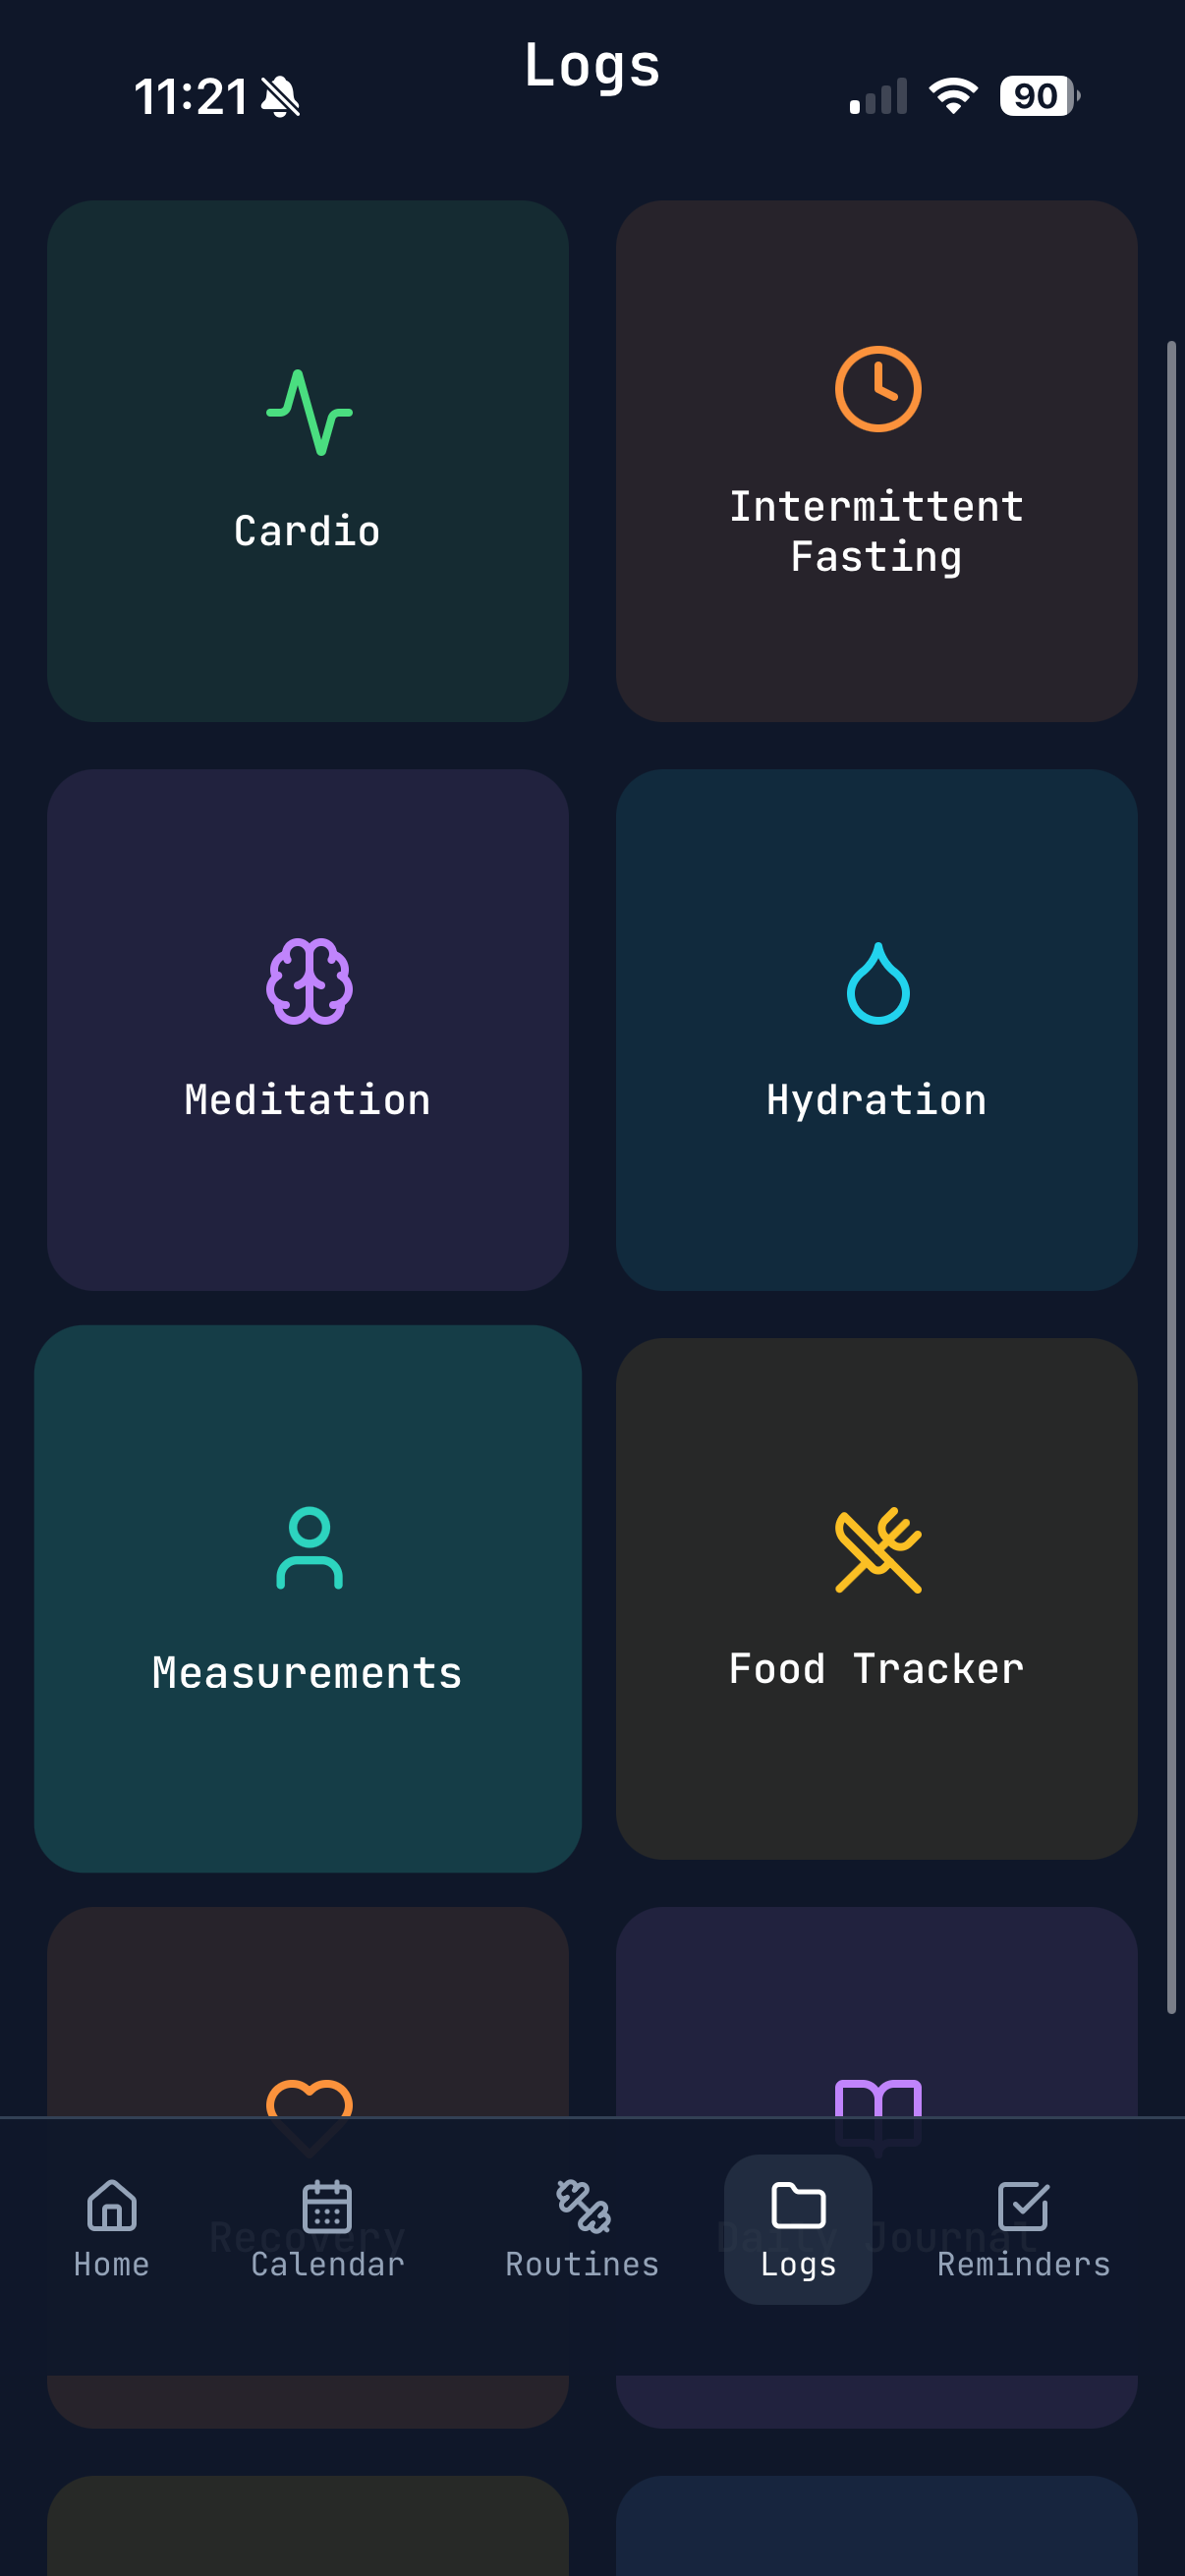 Logs
11:21
90
Cardio
Intermittent
Fasting
Meditation
Hydration
Measurements
Food Tracker
Recovery
Daily Journal
Home
Calendar
Routines
Logs
Reminders